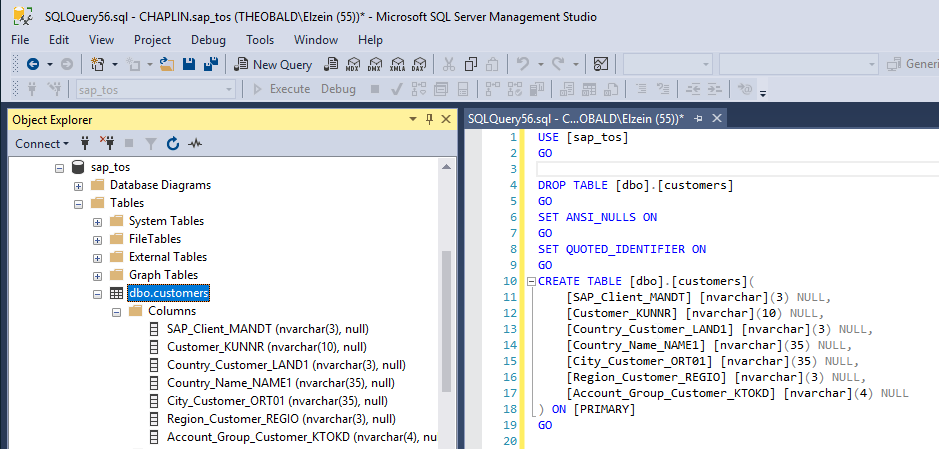 SQLQuery56.sql - CHAPLIN.sap_tos (THEOBALD\Elzein (55))* - Microsoft SQL Server Management Studio
File Edit View Project Debug Tools Window Help
New Query MDX DMX XMLA DAX Generi
sap_tos Execute Debug
Object Explorer
Connect
sap_tos
Database Diagrams
Tables
System Tables
FileTables
External Tables
Graph Tables
dbo.customers
Columns
SAP_Client_MANDT (nvarchar(3), null)
Customer_KUNNR (nvarchar(10), null)
Country_Customer_LAND1 (nvarchar(3), null)
Country_Name_NAME1 (nvarchar(35), null)
City_Customer_ORT01 (nvarchar(35), null)
Region_Customer_REGIO (nvarchar(3), null)
Account_Group_Customer_KTOKD (nvarchar(4), nu
SQLQuery56.sql - C...OBALD\Elzein (55))*
1 USE [sap_tos]
2 GO
3
4 DROP TABLE [dbo].[customers]
5 GO
6 SET ANSI_NULLS ON
7 GO
8 SET QUOTED_IDENTIFIER ON
9 GO
10 CREATE TABLE [dbo].[customers](
11 [SAP_Client_MANDT] [nvarchar](3) NULL,
12 [Customer_KUNNR] [nvarchar](10) NULL,
13 [Country_Customer_LAND1] [nvarchar](3) NULL,
14 [Country_Name_NAME1] [nvarchar](35) NULL,
15 [City_Customer_ORT01] [nvarchar](35) NULL,
16 [Region_Customer_REGIO] [nvarchar](3) NULL,
17 [Account_Group_Customer_KTOKD] [nvarchar](4) NULL
18 ) ON [PRIMARY]
19 GO
20